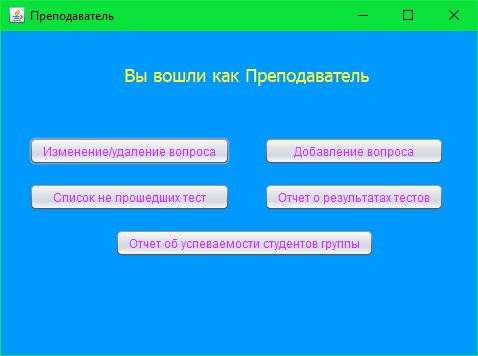 Преподаватель
Вы вошли как Преподаватель
Изменение/удаление вопроса
Добавление вопроса
Список не прошедших тест
Отчет о результатах тестов
Отчет об успеваемости студентов группы